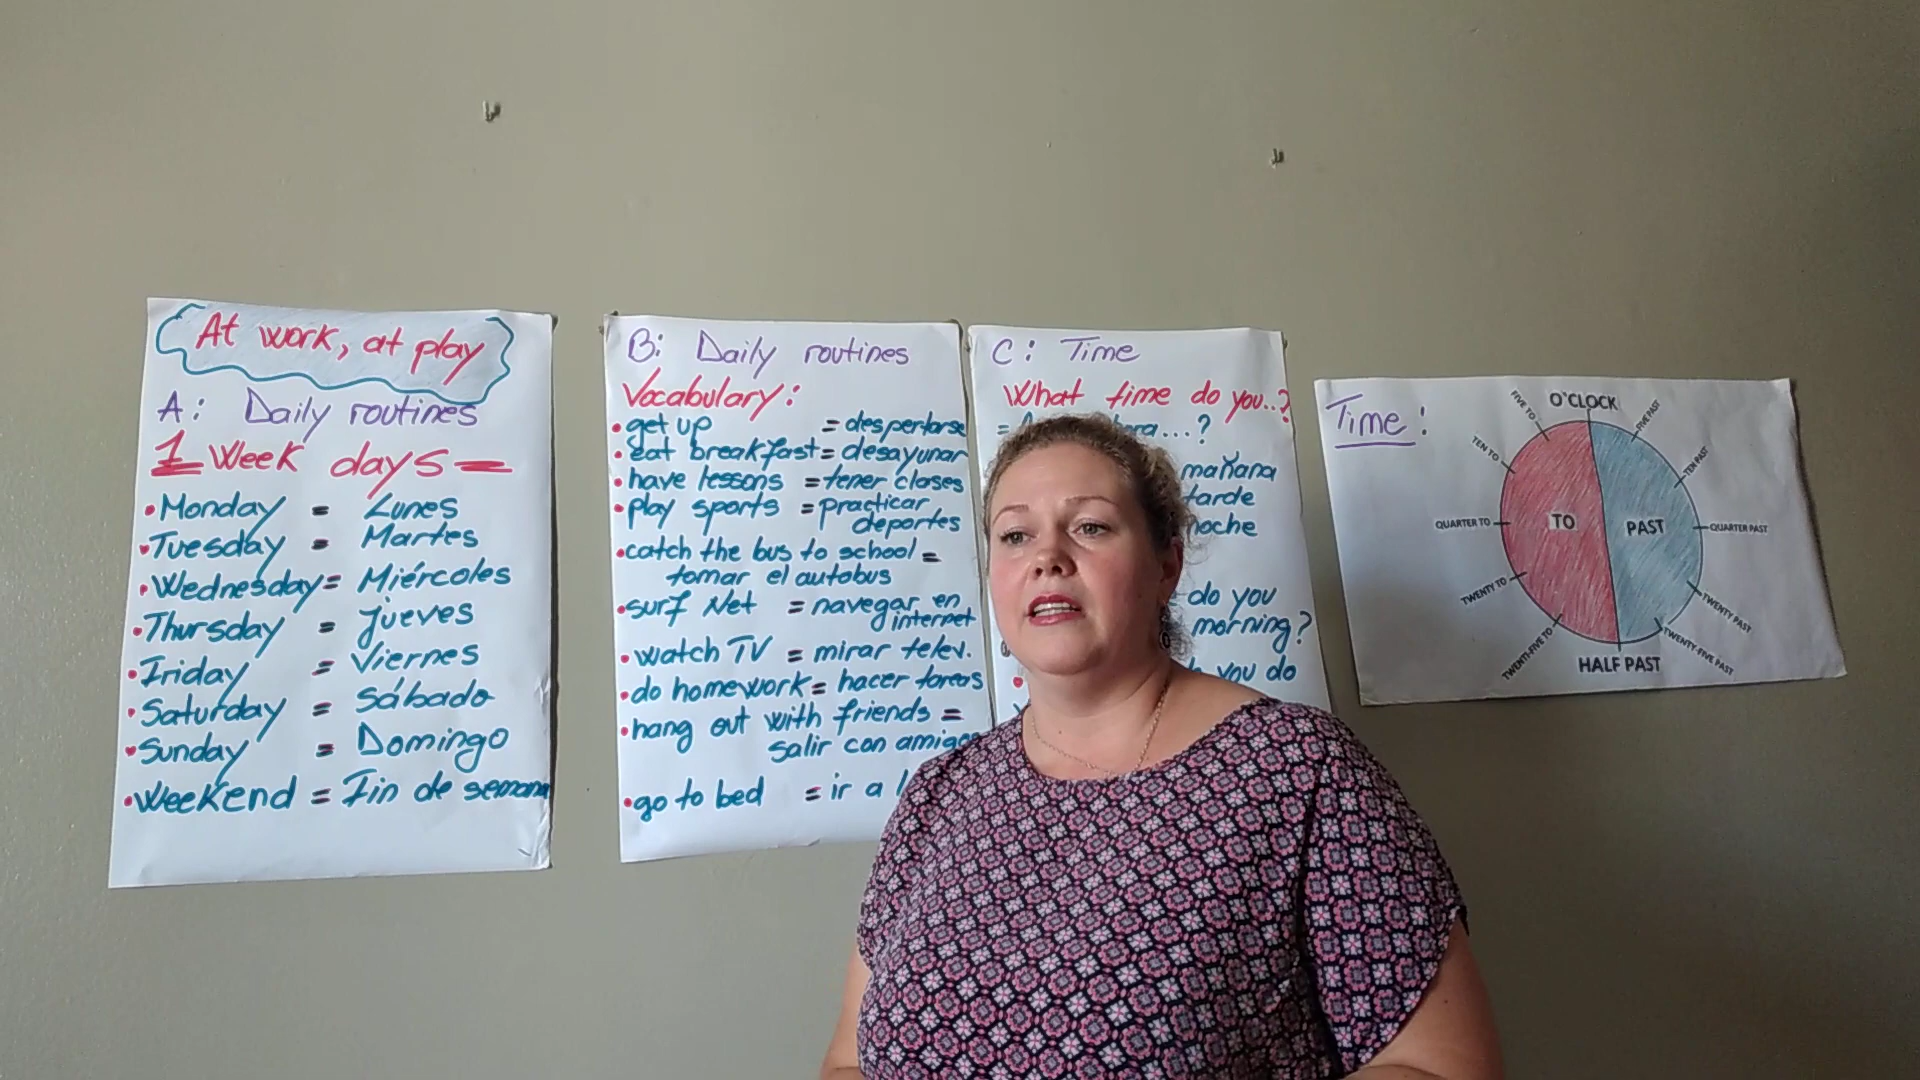 At work, at play
A: Daily routines
1 Week days
• Monday = Lunes
• Tuesday = Martes
• Wednesday = Miércoles
• Thursday = Jueves
• Friday = Viernes
• Saturday = Sábado
• Sunday = Domingo
• Weekend = Fin de semana
B: Daily routines
Vocabulary:
• get up = despertarse
• eat breakfast = desayunar
• have lessons = tener clases
• play sports = practicar
deportes
• catch the bus to school =
tomar el autobus
• surf Net = navegar en
internet
• watch TV = mirar telev.
• do homework = hacer tareas
• hang out with friends =
salir con amigos
• go to bed = ir a
C: Time
What time do you..?
= ...?
mañana
tarde
noche
do you
morning?
you do
Time:
O'CLOCK
FIVE TO
FIVE PAST
TEN TO
TEN PAST
QUARTER TO
TO
PAST
QUARTER PAST
TWENTY TO
TWENTY PAST
TWENTI-FIVE TO
TWENTY-FIVE PAST
HALF PAST